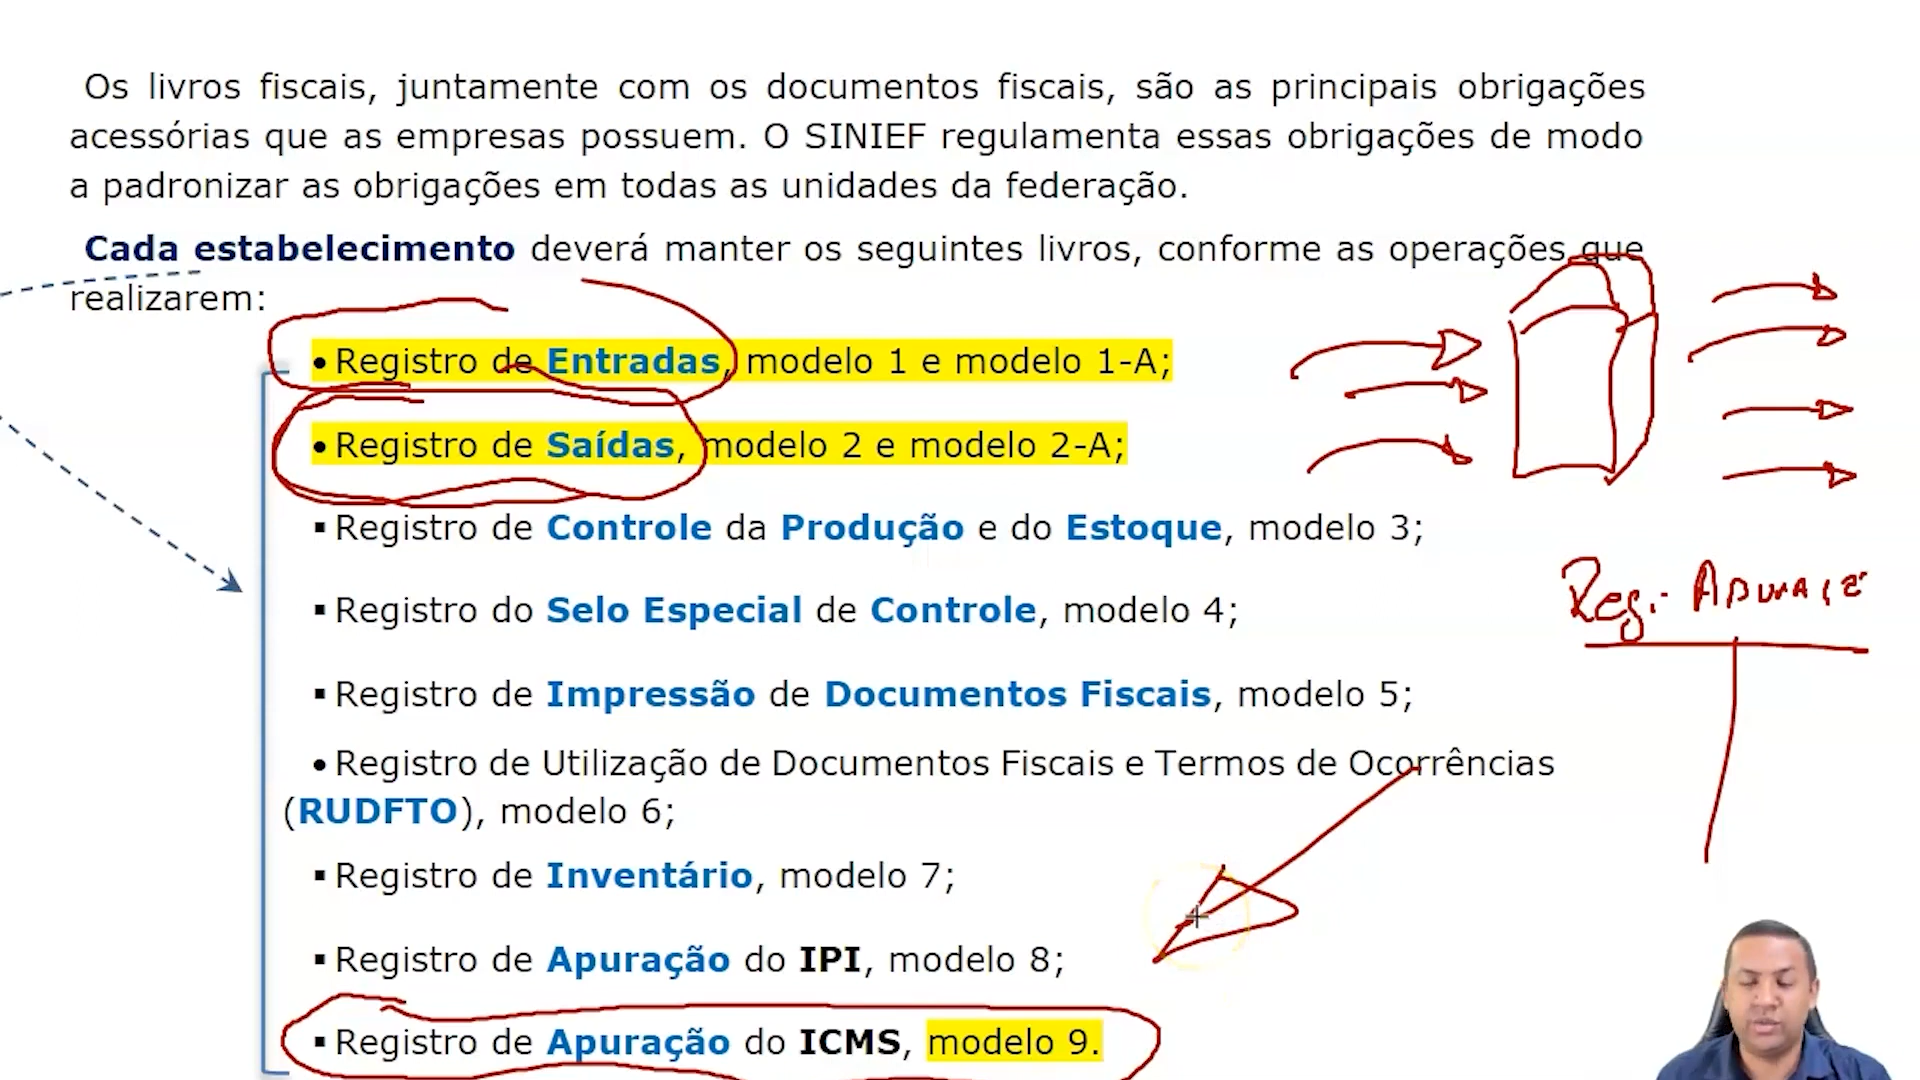 Os livros fiscais, juntamente com os documentos fiscais, são as principais obrigações
acessórias que as empresas possuem. O SINIEF regulamenta essas obrigações de modo
a padronizar as obrigações em todas as unidades da federação.
Cada estabelecimento deverá manter os seguintes livros, conforme as operações que
realizarem:
• Registro de Entradas, modelo 1 e modelo 1-A;
• Registro de Saídas, modelo 2 e modelo 2-A;
▪ Registro de Controle da Produção e do Estoque, modelo 3;
▪ Registro do Selo Especial de Controle, modelo 4;
Reg.
▪ Registro de Impressão de Documentos Fiscais, modelo 5;
• Registro de Utilização de Documentos Fiscais e Termos de Ocorrências
(RUDFTO), modelo 6;
▪ Registro de Inventário, modelo 7;
▪ Registro de Apuração do IPI, modelo 8;
▪ Registro de Apuração do ICMS, modelo 9.